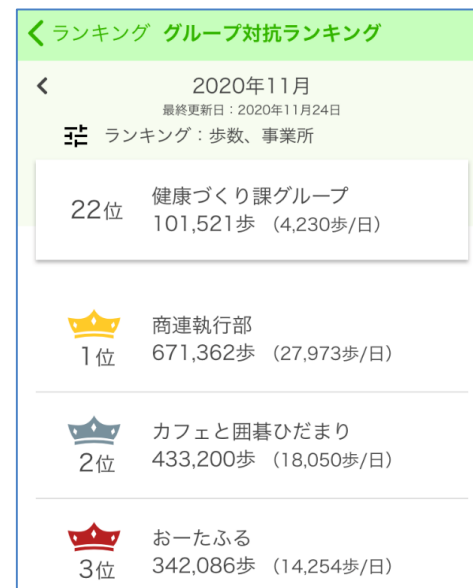 ランキング グループ対抗ランキング
2020年11月
最終更新日：2020年11月24日
ランキング：歩数、事業所
22位
健康づくり課グループ
101,521歩 （4,230歩/日）
商連執行部
1位
671,362歩 （27,973歩/日）
カフェと囲碁ひだまり
2位
433,200歩 （18,050歩/日）
おーたふる
3位
342,086歩 （14,254歩/日）